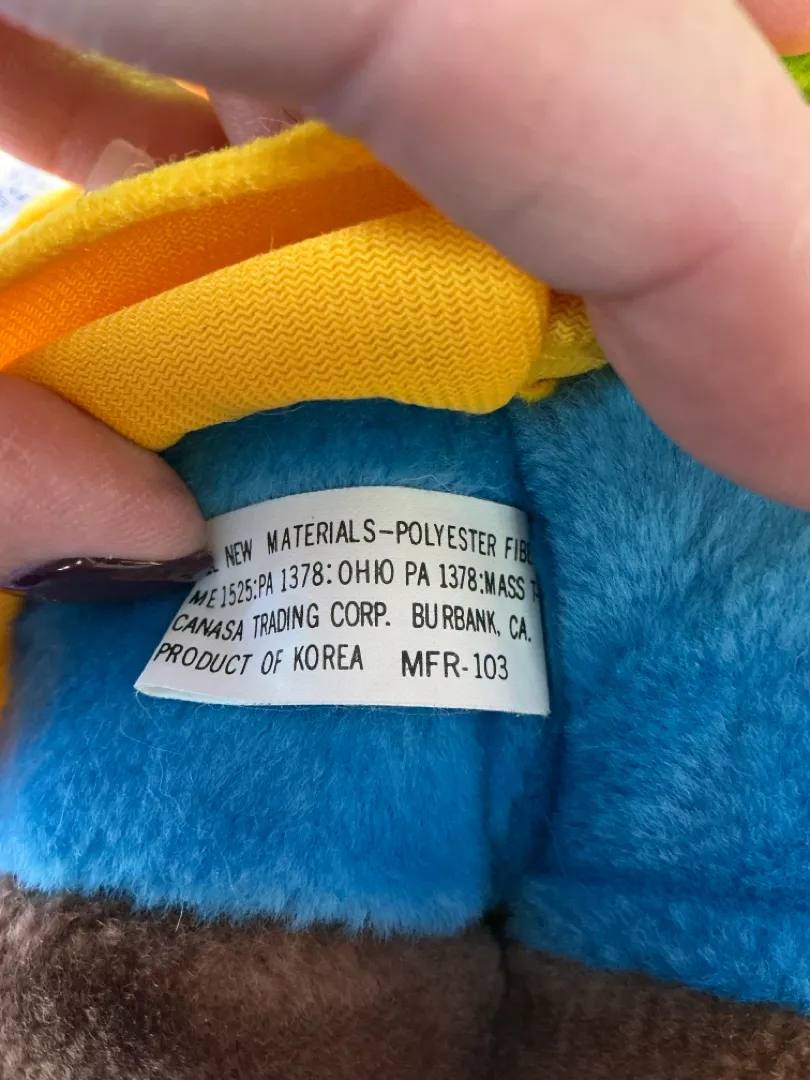 NEW MATERIALS-POLYESTER
ME 1525:PA 1378: OHIO PA 1378:MASS
CANASA TRADING CORP. BURBANK, CA.
PRODUCT OF KOREA MFR-103